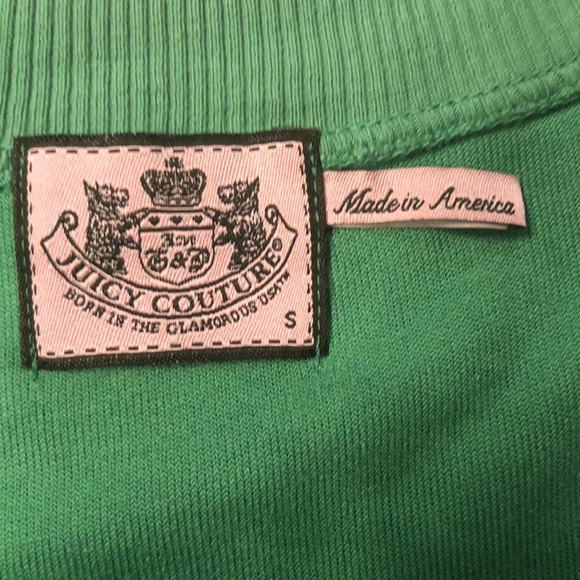 G&P
JUICY COUTURE®
BORN IN THE GLAMOROUS USA™
S
Made in America